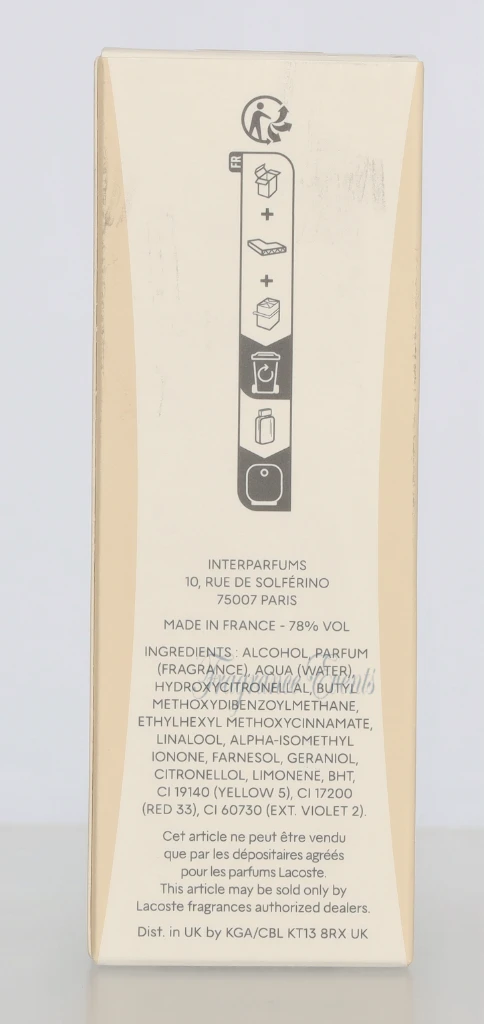 FR
+
+
INTERPARFUMS
10, RUE DE SOLFÉRINO
75007 PARIS
MADE IN FRANCE - 78% VOL
INGREDIENTS : ALCOHOL, PARFUM
(FRAGRANCE), AQUA (WATER),
HYDROXYCITRONELLAL, BUTYL
METHOXYDIBENZOYLMETHANE,
ETHYLHEXYL METHOXYCINNAMATE,
LINALOOL, ALPHA-ISOMETHYL
IONONE, FARNESOL, GERANIOL,
CITRONELLOL, LIMONENE, BHT,
CI 19140 (YELLOW 5), CI 17200
(RED 33), CI 60730 (EXT. VIOLET 2).
Cet article ne peut être vendu
que par les dépositaires agréés
pour les parfums Lacoste.
This article may be sold only by
Lacoste fragrances authorized dealers.
Dist. in UK by KGA/CBL KT13 8RX UK